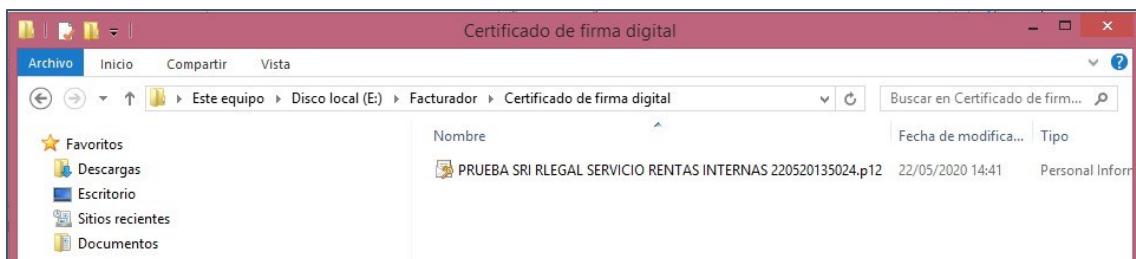 Certificado de firma digital
Archivo Inicio Compartir Vista
Este equipo Disco local (E:) Facturador Certificado de firma digital Buscar en Certificado de firm...
Favoritos
Descargas
Escritorio
Sitios recientes
Documentos
Nombre Fecha de modifica... Tipo
PRUEBA SRI RLEGAL SERVICIO RENTAS INTERNAS 220520135024.p12 22/05/2020 14:41 Personal Inforr